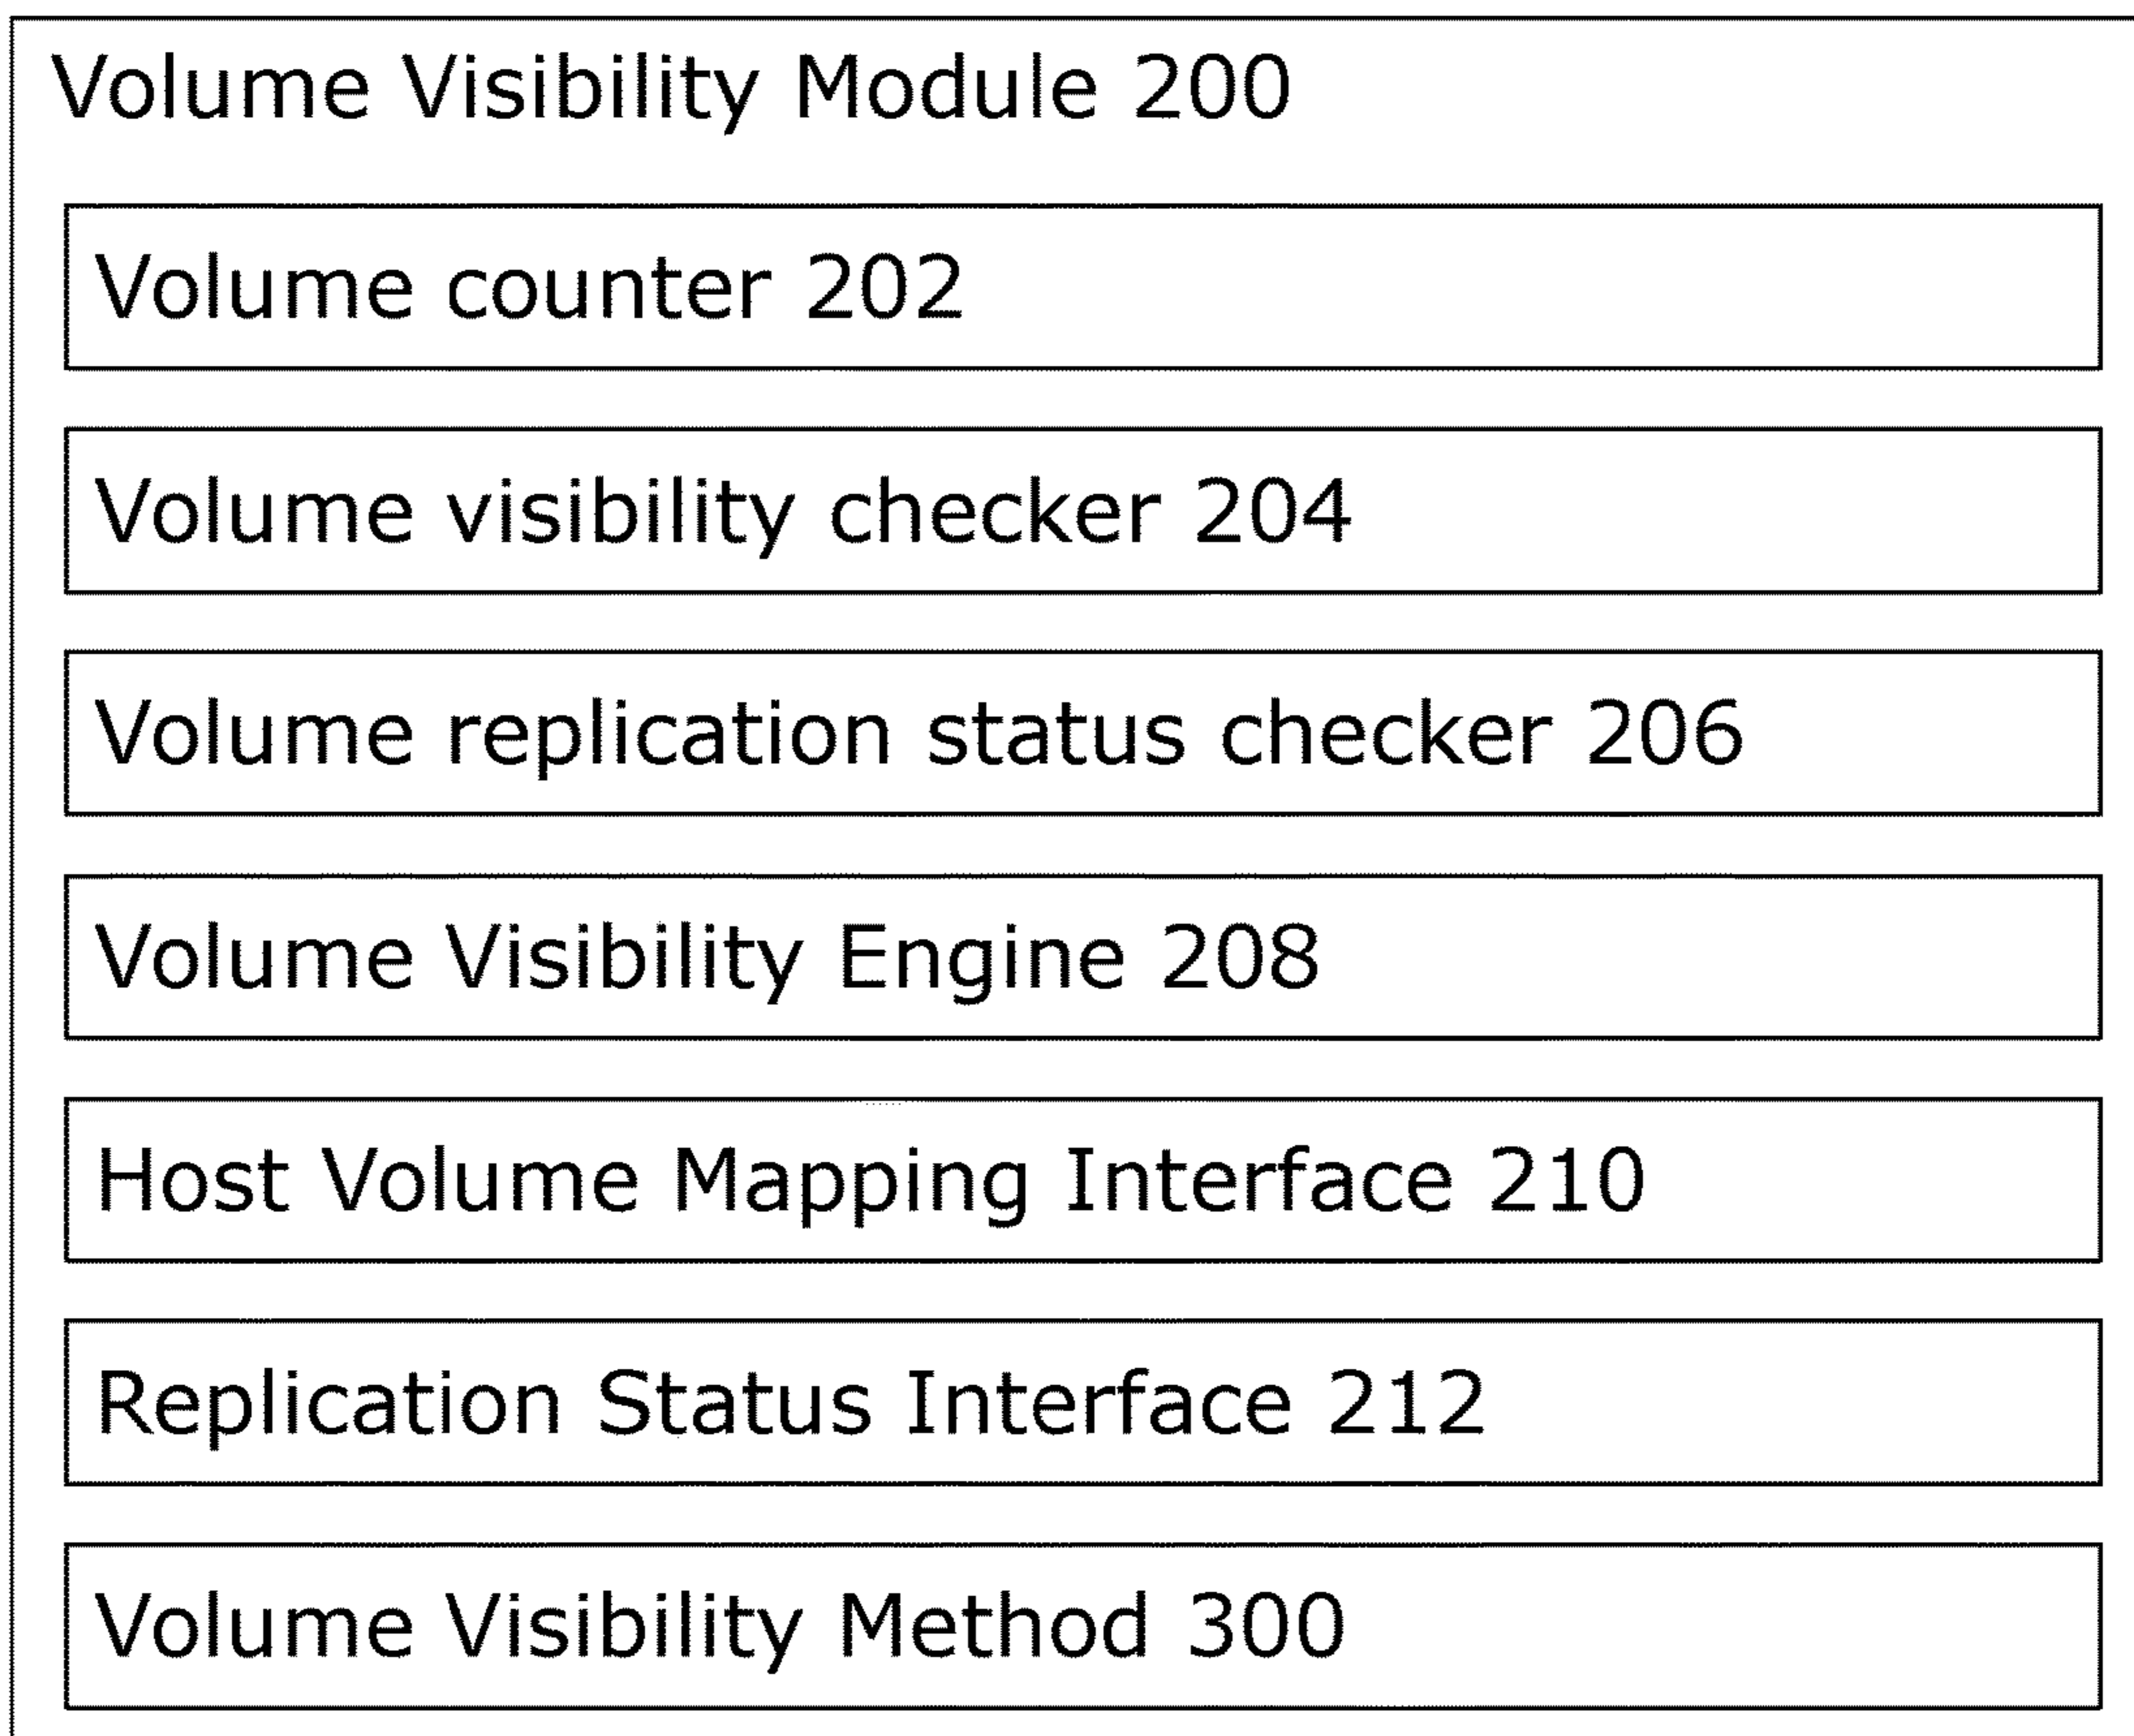 Volume Visibility Module 200
Volume counter 202
Volume visibility checker 204
Volume replication status checker 206
Volume Visibility Engine 208
Host Volume Mapping Interface 210
Replication Status Interface 212
Volume Visibility Method 300